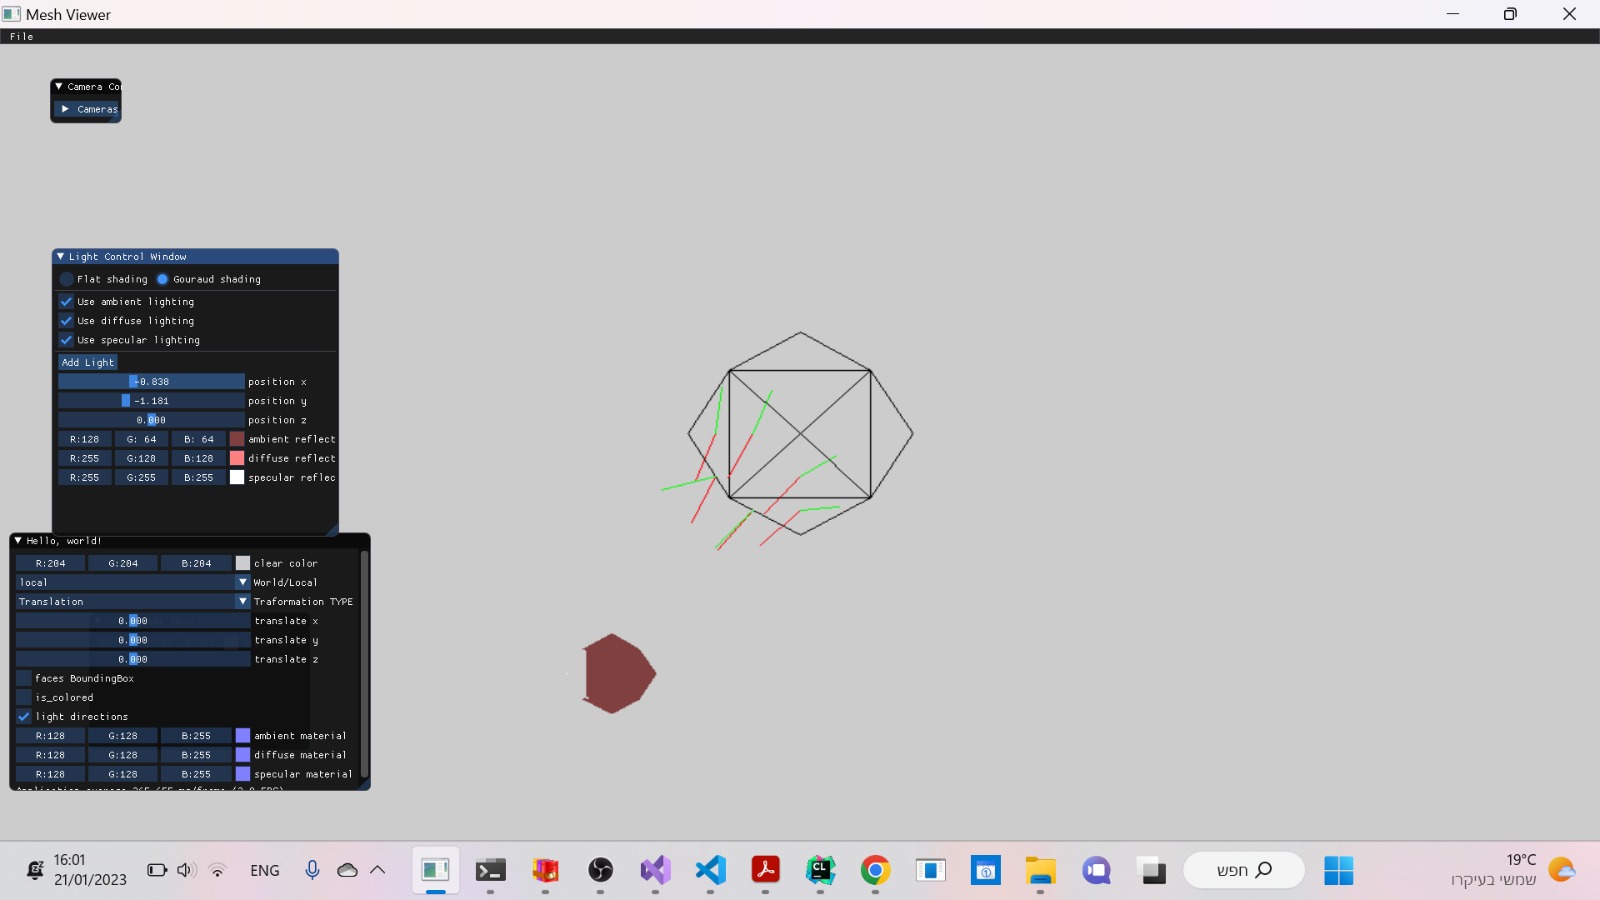 Mesh Viewer
File
Camera Co
Cameras
Light Control Window
Flat shading Gouraud shading
Use ambient lighting
Use diffuse lighting
Use specular lighting
Add Light
-0.838 position x
-1.181 position y
0.000 position z
R:128 G: 64 B: 64 ambient reflect
R:255 G:128 B:128 diffuse reflect
R:255 G:255 B:255 specular reflec
Hello, world!
R:204 G:204 B:204 clear color
local World/Local
Translation Traformation TYPE
0.000 translate x
0.000 translate y
0.000 translate z
faces BoundingBox
is_colored
light directions
R:128 G:128 B:255 ambient material
R:128 G:128 B:255 diffuse material
R:128 G:128 B:255 specular material
16:01
21/01/2023
ENG
CL
חפש
19°C
שמשי בעיקרו